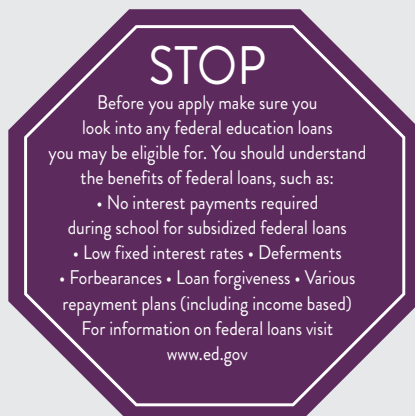 STOP
Before you apply make sure you
look into any federal education loans
you may be eligible for. You should understand
the benefits of federal loans, such as:
• No interest payments required
during school for subsidized federal loans
• Low fixed interest rates • Deferments
• Forbearances • Loan forgiveness • Various
repayment plans (including income based)
For information on federal loans visit
www.ed.gov